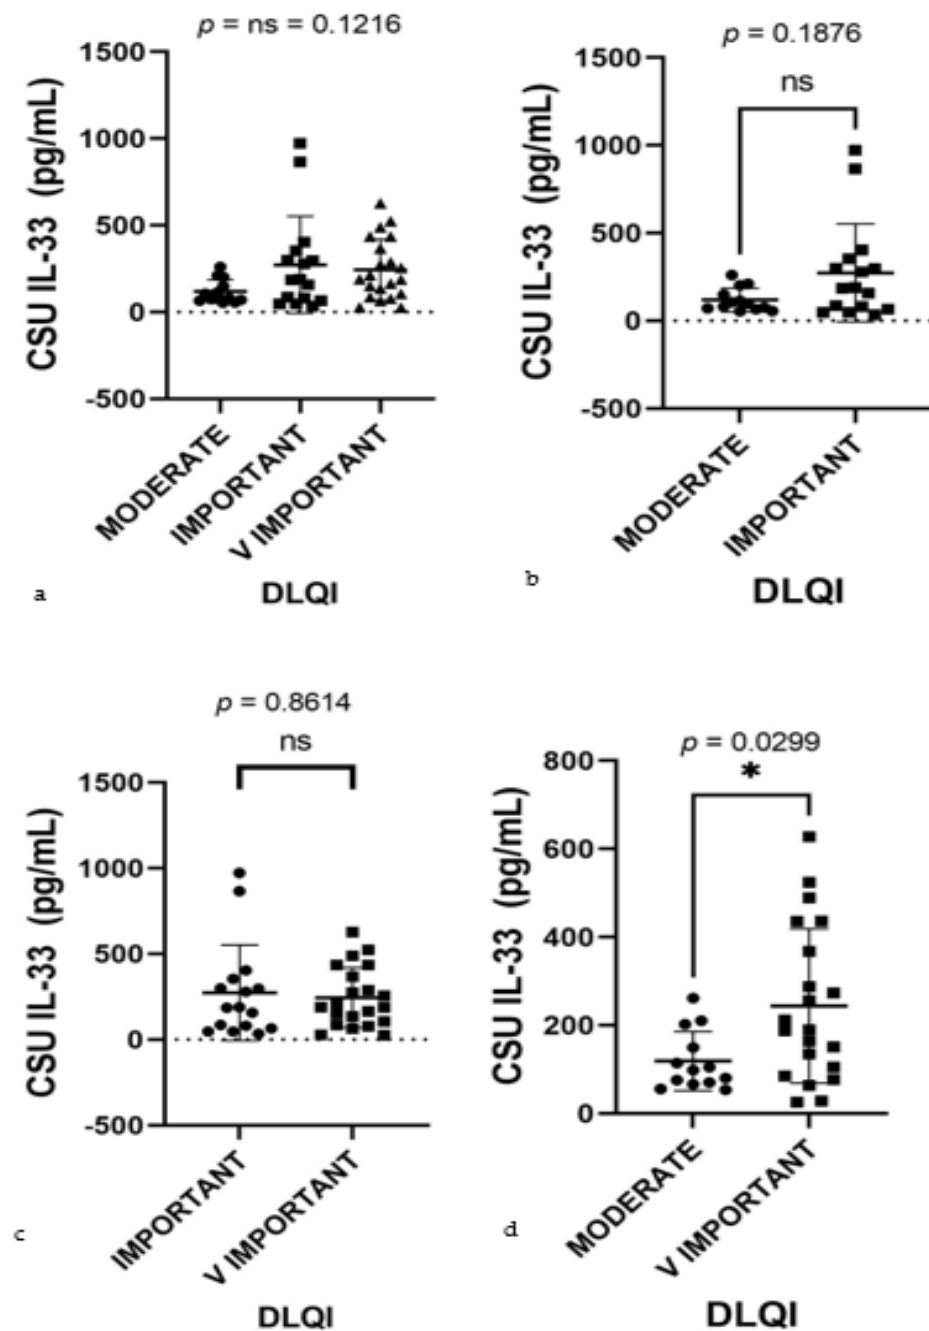 p = ns = 0.1216
1500
1000
500
0
-500
CSU IL-33 (pg/mL)
MODERATE
IMPORTANT
V IMPORTANT
DLQI
a
p = 0.1876
ns
1500
1000
500
0
-500
CSU IL-33 (pg/mL)
MODERATE
IMPORTANT
DLQI
b
p = 0.8614
ns
1500
1000
500
0
-500
CSU IL-33 (pg/mL)
IMPORTANT
V IMPORTANT
DLQI
c
p = 0.0299
*
800
600
400
200
0
CSU IL-33 (pg/mL)
MODERATE
V IMPORTANT
DLQI
d